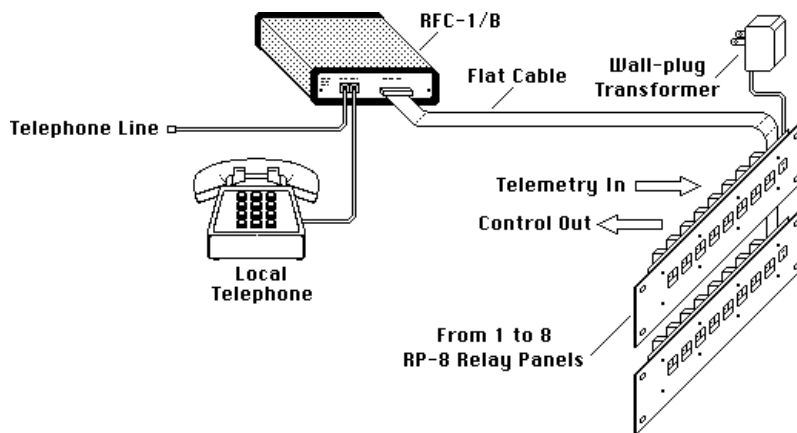 RFC-1/B
Flat Cable
Wall-plug
Transformer
Telephone Line
Telemetry In
Control Out
Local
Telephone
From 1 to 8
RP-8 Relay Panels